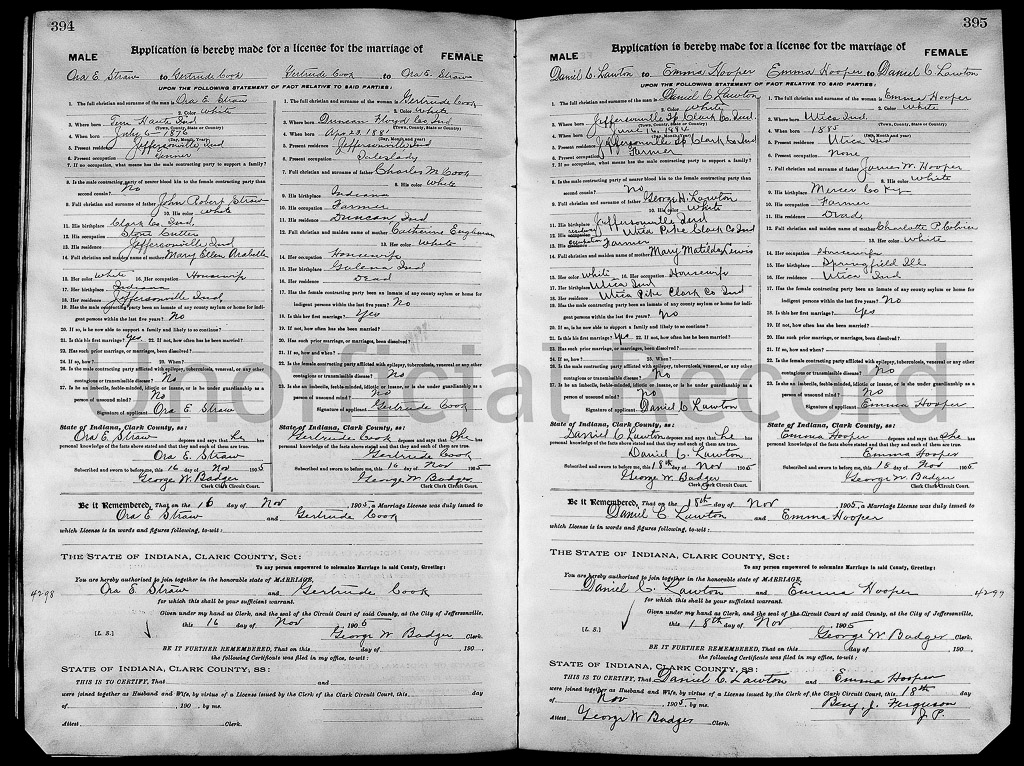 394
Application is hereby made for a license for the marriage of
MALE FEMALE
Ora E. Straw to Gertrude Cook Gertrude Cook to Ora E. Straw
UPON THE FOLLOWING STATEMENT OF FACT RELATIVE TO SAID PARTIES:
1. The full christian and surname of the man is Ora E. Straw
2. Color White
3. Where born Ind
(Town, County, State or Country)
4. When born July 6 - 1876
(Day, Month, Year)
5. Present residence Jeffersonville Ind
6. Present occupation
7. If no occupation, what means has the male contracting party to support a family?
8. Is the male contracting party of nearer blood kin to the female contracting party than
second cousin? No
9. Full christian and surname of father John Robert Straw
10. His color White
11. His birthplace Clark Co. Ind.
12. His occupation Stone Cutter
13. His residence Jeffersonville Ind
14. Full christian and maiden name of mother Mary Ellen
15. Her color White 16. Her occupation Housewife
17. Her birthplace Indiana
18. Her residence Jeffersonville Ind
19. Has the male contracting party been an inmate of any county asylum or home for indi-
gent persons within the last five years? No
20. If so, is he now able to support a family and likely to so continue?
21. Is this his first marriage? Yes 22. If not, how often has he been married?
23. Has such prior marriage, or marriages, been dissolved?
24. If so, how? 25. When?
26. Is the male contracting party afflicted with epilepsy, tuberculosis, venereal, or any other
contagious or transmissible disease? No
27. Is he an imbecile, feeble-minded, idiotic or insane, or is he under guardianship as a
person of unsound mind? No
Signature of applicant Ora E. Straw
State of Indiana, Clark County, ss:
Ora E. Straw deposes and says that he has
personal knowledge of the facts above stated and that they and each of them are true.
Ora E. Straw
Subscribed and sworn to before me, this 16 day of Nov 1905
George W. Badger
Clerk Clark Circuit Court.
1. The full christian and surname of the woman is Gertrude Cook
2. Color White
3. Where born Duncan Floyd Co Ind
(Town, County, State or Country)
4. When born Apr 23 1881
(Day, Month and year)
5. Present residence Jeffersonville Ind
6. Present occupation Saleslady
7. Full christian and surname of father Charles M. Cook
8. His color White
9. His birthplace Indiana
10. His occupation Farmer
11. His residence Duncan Ind
12. Full christian and maiden name of mother Catherine
13. Her color White
14. Her occupation Housewife
15. Her birthplace Galena Ind
16. Her residence Dead
17. Has the female contracting party been an inmate of any county asylum or home for
indigent persons within the last five years? No
18. Is this her first marriage? Yes
19. If not, how often has she been married?
20. Has such prior marriage, or marriages, been dissolved?
21. If so, how and when?
22. Is the female contracting party afflicted with epilepsy, tuberculosis, venereal, or any other
contagious or transmissible disease? No
23. Is she an imbecile, feeble-minded, idiotic or insane, or is she under guardianship as a
person of unsound mind? No
Signature of applicant Gertrude Cook
State of Indiana, Clark County, ss:
Gertrude Cook deposes and says that She has
personal knowledge of the facts above stated and that they and each of them are true.
Gertrude Cook
Subscribed and sworn to before me, this 16 day of Nov 1905
George W. Badger
Clerk Clark Circuit Court.
Be it Remembered, That on the 16 day of Nov 1905, a Marriage License was duly issued to
Ora E. Straw and Gertrude Cook
which License is in words and figures following, to-wit:
THE STATE OF INDIANA, CLARK COUNTY, Sct:
To any person empowered to solemnize Marriage in said County, Greeting:
You are hereby authorized to join together in the honorable state of MARRIAGE,
4298 Ora E. Straw and Gertrude Cook
for which this shall be your sufficient warrant.
Given under my hand as Clerk, and the seal of the Circuit Court of said county, at the City of Jeffersonville,
this 16 day of Nov 1905
[L. S.] George W Badger Clerk.
BE IT FURTHER REMEMBERED, That on this day of 190 ,
the following Certificate was filed in my office, to-wit:
STATE OF INDIANA, CLARK COUNTY, ss:
THIS IS TO CERTIFY, That and
were joined together as Husband and Wife, by virtue of a License issued by the Clerk of the Clark Circuit Court, this day
of , 190 by me.
Attest Clerk.
395
Application is hereby made for a license for the marriage of
MALE FEMALE
Daniel C. Lawton to Emma Hooper Emma Hooper to Daniel C Lawton
UPON THE FOLLOWING STATEMENT OF FACT RELATIVE TO SAID PARTIES:
1. The full christian and surname of the man is Daniel C Lawton
2. Color White
3. Where born Jeffersonville Tp. Clark Co Ind.
(Town, County, State or Country)
4. When born June 16, 1884
(Day, Month, Year)
5. Present residence Jeffersonville Tp Clark Co Ind
6. Present occupation Farmer
7. If no occupation, what means has the male contracting party to support a family?
8. Is the male contracting party of nearer blood kin to the female contracting party than
second cousin? No
9. Full christian and surname of father George H. Lawton
10. His color White
11. His birthplace Jeffersonville Ind
12. His residence Utica Pike Clark Co Ind
13. His occupation Farmer
14. Full christian and maiden name of mother Mary Matilda Lewis
15. Her color White 16. Her occupation Housewife
17. Her birthplace Utica Ind
18. Her residence Utica Pike Clark Co Ind
19. Has the male contracting party been an inmate of any county asylum or home for indi-
gent persons within the last five years? No
20. If so, is he now able to support a family and likely to so continue?
21. Is this his first marriage? Yes 22. If not, how often has he been married?
23. Has such prior marriage, or marriages, been dissolved?
24. If so, how? 25. When?
26. Is the male contracting party afflicted with epilepsy, tuberculosis, venereal, or any other
contagious or transmissible disease? No
27. Is he an imbecile, feeble-minded, idiotic or insane, or is he under guardianship as a
person of unsound mind? No
Signature of applicant Daniel C Lawton
State of Indiana, Clark County, ss:
Daniel C Lawton deposes and says that he has
personal knowledge of the facts above stated and that they and each of them are true.
Daniel C. Lawton
Subscribed and sworn to before me, this 18th day of Nov 1905
George W. Badger
Clerk Clark Circuit Court.
1. The full christian and surname of the woman is Emma Hooper
2. Color White
3. Where born Utica Ind.
(Town, County, State or Country)
4. When born 1885
(Day, Month and year)
5. Present residence Utica Ind
6. Present occupation None
7. Full christian and surname of father James W. Hooper
8. His color White
9. His birthplace Mercer Co Ky
10. His occupation Farmer
11. His residence Dead
12. Full christian and maiden name of mother Charlotte P.
13. Her color White
14. Her occupation Housewife
15. Her birthplace Springfield Ill
16. Her residence Utica Ind
17. Has the female contracting party been an inmate of any county asylum or home for
indigent persons within the last five years? No
18. Is this her first marriage? Yes
19. If not, how often has she been married?
20. Has such prior marriage, or marriages, been dissolved?
21. If so, how and when?
22. Is the female contracting party afflicted with epilepsy, tuberculosis, venereal, or any other
contagious or transmissible disease? No
23. Is she an imbecile, feeble-minded, idiotic or insane, or is she under guardianship as a
person of unsound mind? No
Signature of applicant Emma Hooper
State of Indiana, Clark County, ss:
Emma Hooper deposes and says that She has
personal knowledge of the facts above stated and that they and each of them are true.
Emma Hooper
Subscribed and sworn to before me, this 18 day of Nov 1905
George W. Badger
Clerk Clark Circuit Court.
Be it Remembered, That on the 18th day of Nov 1905, a Marriage License was duly issued to
Daniel C Lawton and Emma Hooper
which License is in words and figures following, to-wit:
THE STATE OF INDIANA, CLARK COUNTY, Sct:
To any person empowered to solemnize Marriage in said County, Greeting:
You are hereby authorized to join together in the honorable state of MARRIAGE,
Daniel C. Lawton and Emma Hooper 4299
for which this shall be your sufficient warrant.
Given under my hand as Clerk, and the seal of the Circuit Court of said County, at the City of Jeffersonville,
this 18th day of Nov 1905
[L. S.] George W Badger Clerk.
BE IT FURTHER REMEMBERED, That on this day of 190 ,
the following Certificate was filed in my office, to-wit:
STATE OF INDIANA, CLARK COUNTY, ss:
THIS IS TO CERTIFY, That Daniel C. Lawton and Emma Hooper
were joined together as Husband and Wife, by virtue of a License issued by the Clerk of the Clark Circuit Court, this 18th day
of Nov 1905, by me. Benj. J. Ferguson
Attest George W Badger Clerk. J. P.
Unofficial Record